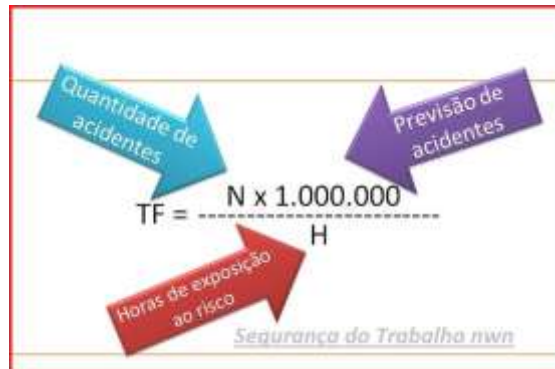 Quantidade de
acidentes
Previsão de
acidentes
N x 1.000.000
TF = -------------------------
H
Horas de exposição
ao risco
Segurança do Trabalho nwn